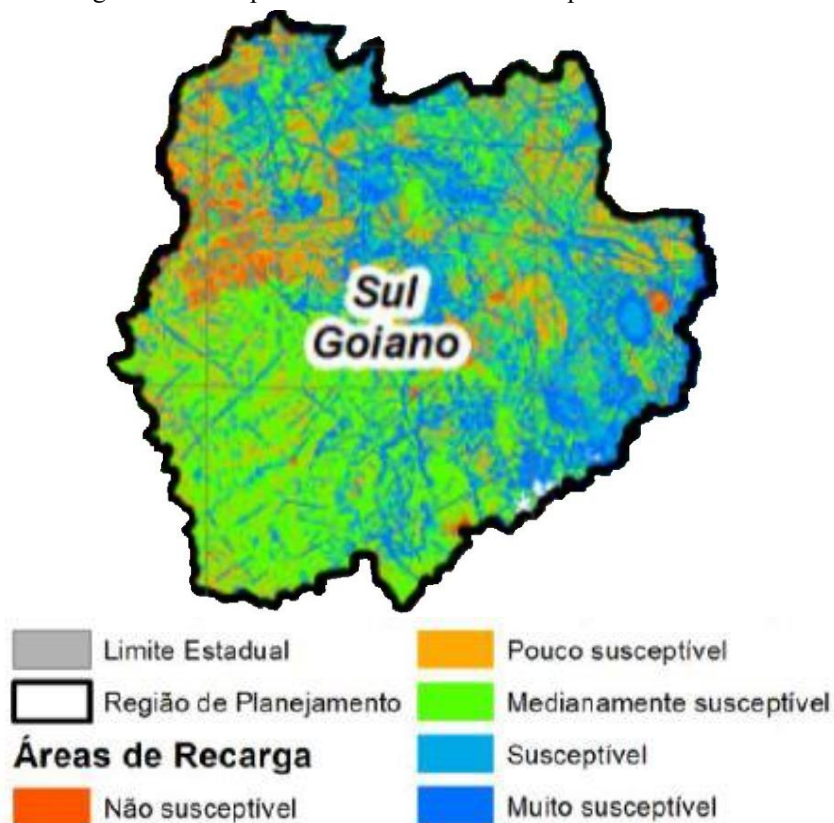 Sul
Goiano
Limite Estadual
Região de Planejamento
Áreas de Recarga
Não susceptível
Pouco susceptível
Medianamente susceptível
Susceptível
Muito susceptível